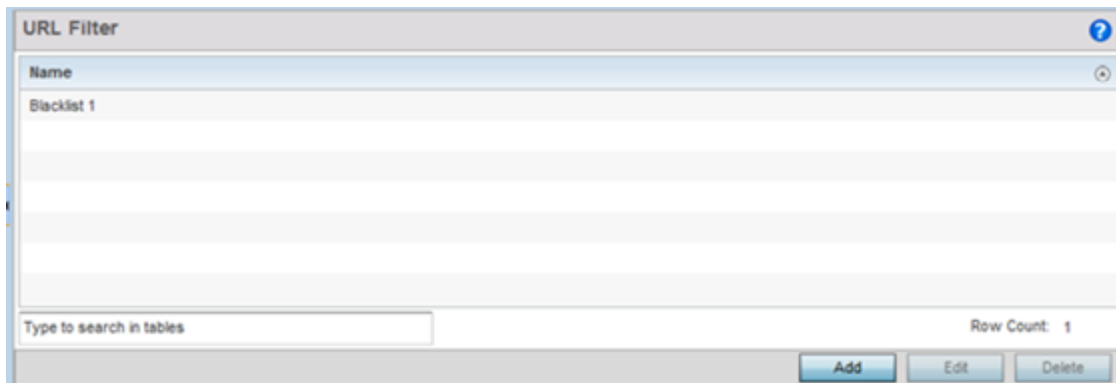 URL Filter
?
Name
Blacklist 1
Type to search in tables
Row Count: 1
Add Edit Delete